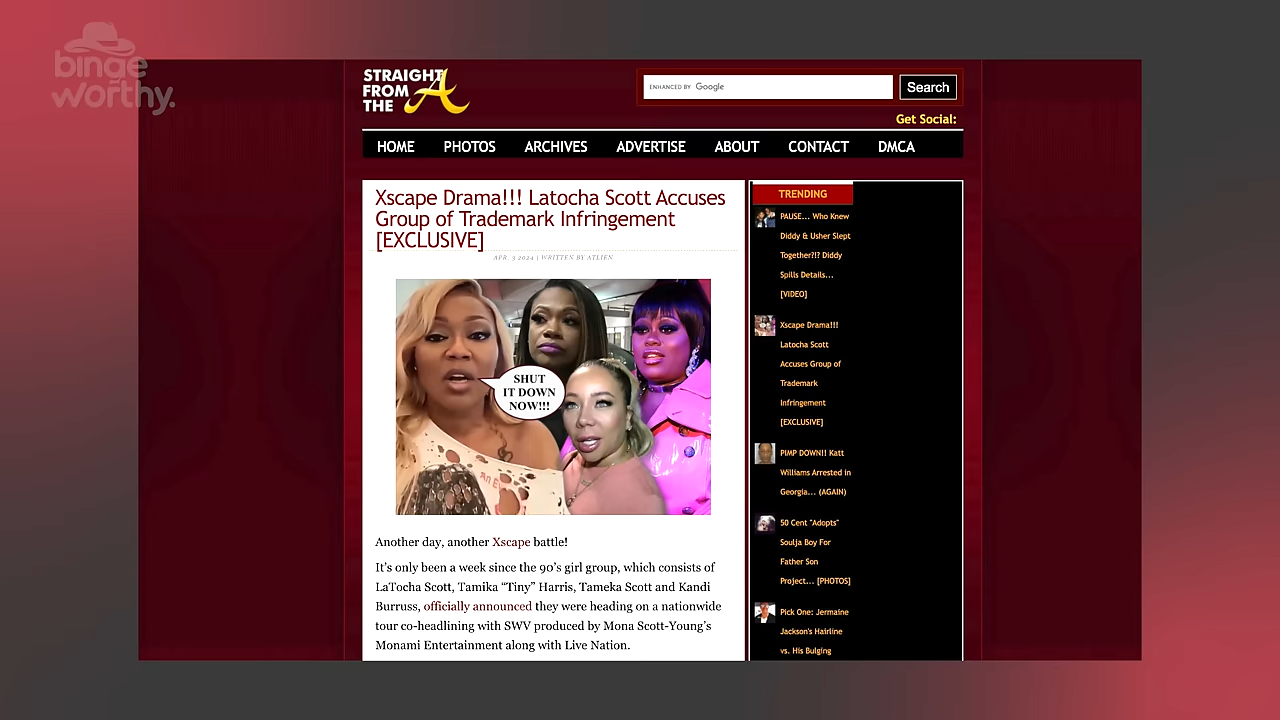 binge
worthy.
STRAIGHT
FROM
THE A
ENHANCED BY Google
Search
Get Social:
HOME PHOTOS ARCHIVES ADVERTISE ABOUT CONTACT DMCA
Xscape Drama!!! Latocha Scott Accuses
Group of Trademark Infringement
[EXCLUSIVE]
APR. 3 2024 | WRITTEN BY ATLIEN
SHUT
IT DOWN
NOW!!!
Another day, another Xscape battle!
It's only been a week since the 90's girl group, which consists of
LaTocha Scott, Tamika “Tiny” Harris, Tameka Scott and Kandi
Burruss, officially announced they were heading on a nationwide
tour co-headlining with SWV produced by Mona Scott-Young's
Monami Entertainment along with Live Nation.
TRENDING
PAUSE... Who Knew
Diddy & Usher Slept
Together?!? Diddy
Spills Details...
[VIDEO]
Xscape Drama!!!
Latocha Scott
Accuses Group of
Trademark
Infringement
[EXCLUSIVE]
PIMP DOWN!! Katt
Williams Arrested in
Georgia... (AGAIN)
50 Cent "Adopts"
Soulja Boy For
Father Son
Project... [PHOTOS]
Pick One: Jermaine
Jackson's Hairline
vs. His Bulging